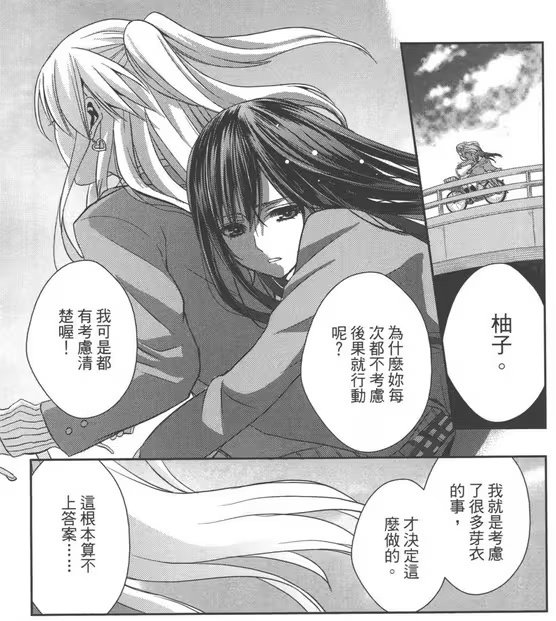 柚子。
為什麼妳每
次都不考慮
後果就行動
呢?
我可是都
有考慮清
楚喔!
我就是考慮
了很多芽衣
的事,
才決定這
麼做的。
這根本算不
上答案……